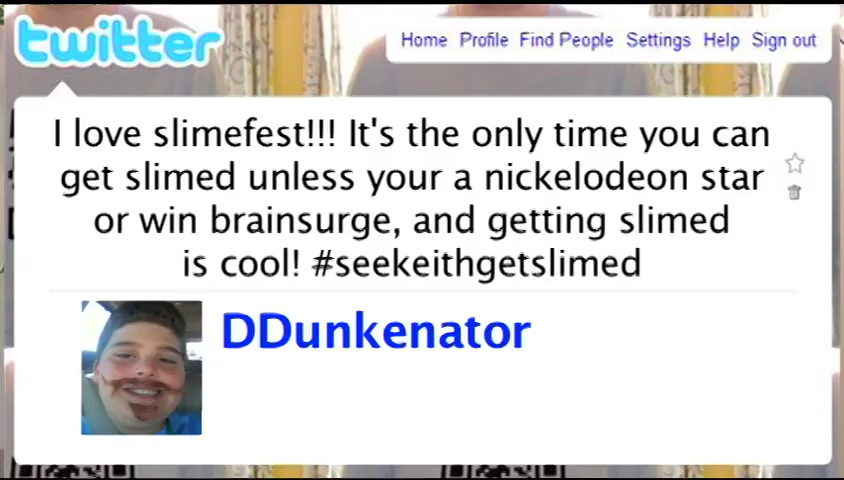 twitter
Home Profile Find People Settings Help Sign out
I love slimefest!!! It's the only time you can
get slimed unless your a nickelodeon star
or win brainsurge, and getting slimed
is cool! #seekeithgetslimed
DDunkenator